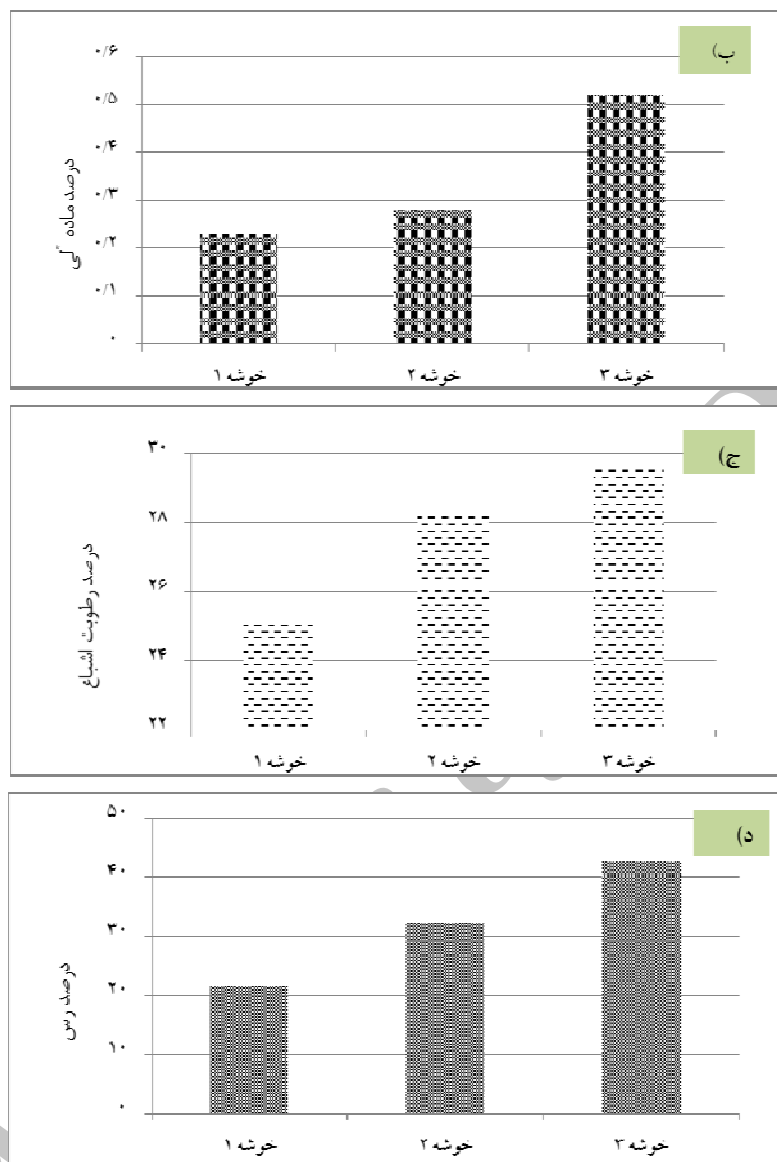 ب)
۰/۶
۰/۵
۰/۴
۰/۳
۰/۲
۰/۱
۰
درصد ماده
خوشه ۱ خوشه ۲ خوشه ۳
ج)
۳۰
۲۸
۲۶
۲۴
۲۲
درصد رطوبت اشباع
خوشه ۱ خوشه ۲ خوشه ۳
د)
۵۰
۴۰
۳۰
۲۰
۱۰
۰
درصد رس
خوشه ۱ خوشه ۲ خوشه ۳